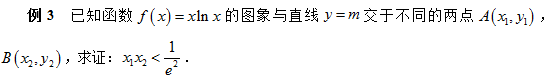 例 3 已知函数 f(x)=xln x 的图象与直线 y=m 交于不同的两点 A(x₁,y₁),
B(x₂,y₂),求证:x₁x₂<1/e².